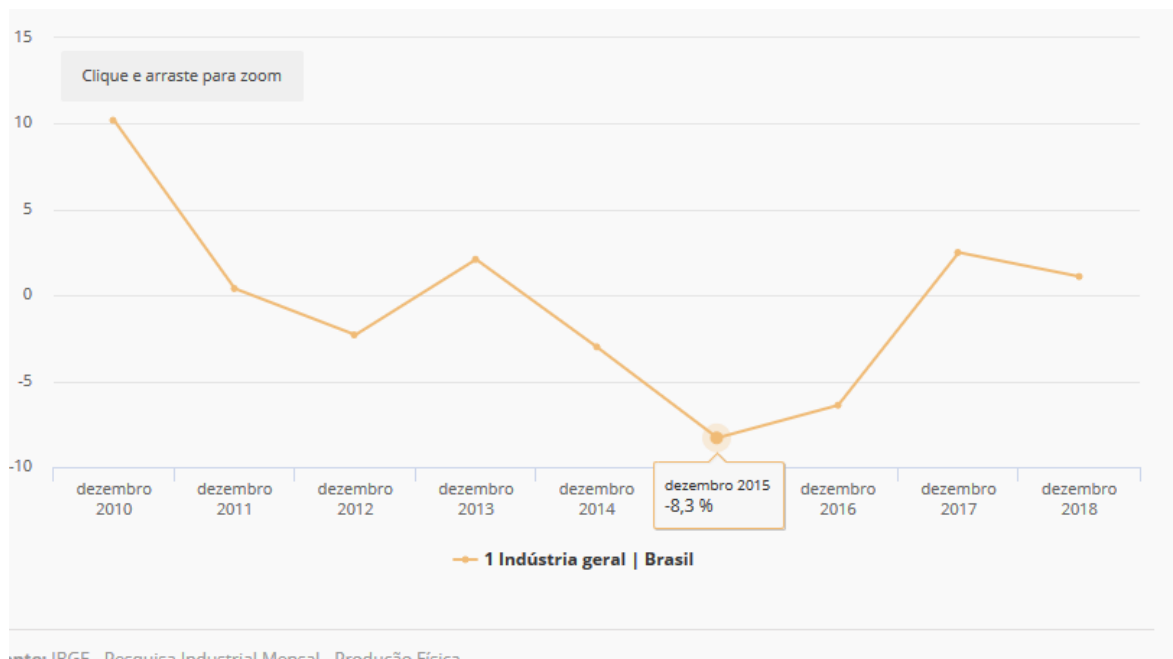 15
Clique e arraste para zoom
10
5
0
-5
-10
dezembro 2010
dezembro 2011
dezembro 2012
dezembro 2013
dezembro 2014
dezembro 2015
-8,3 %
dezembro 2016
dezembro 2017
dezembro 2018
1 Indústria geral | Brasil
IBGE - Pesquisa Industrial Mensal - Produção Física